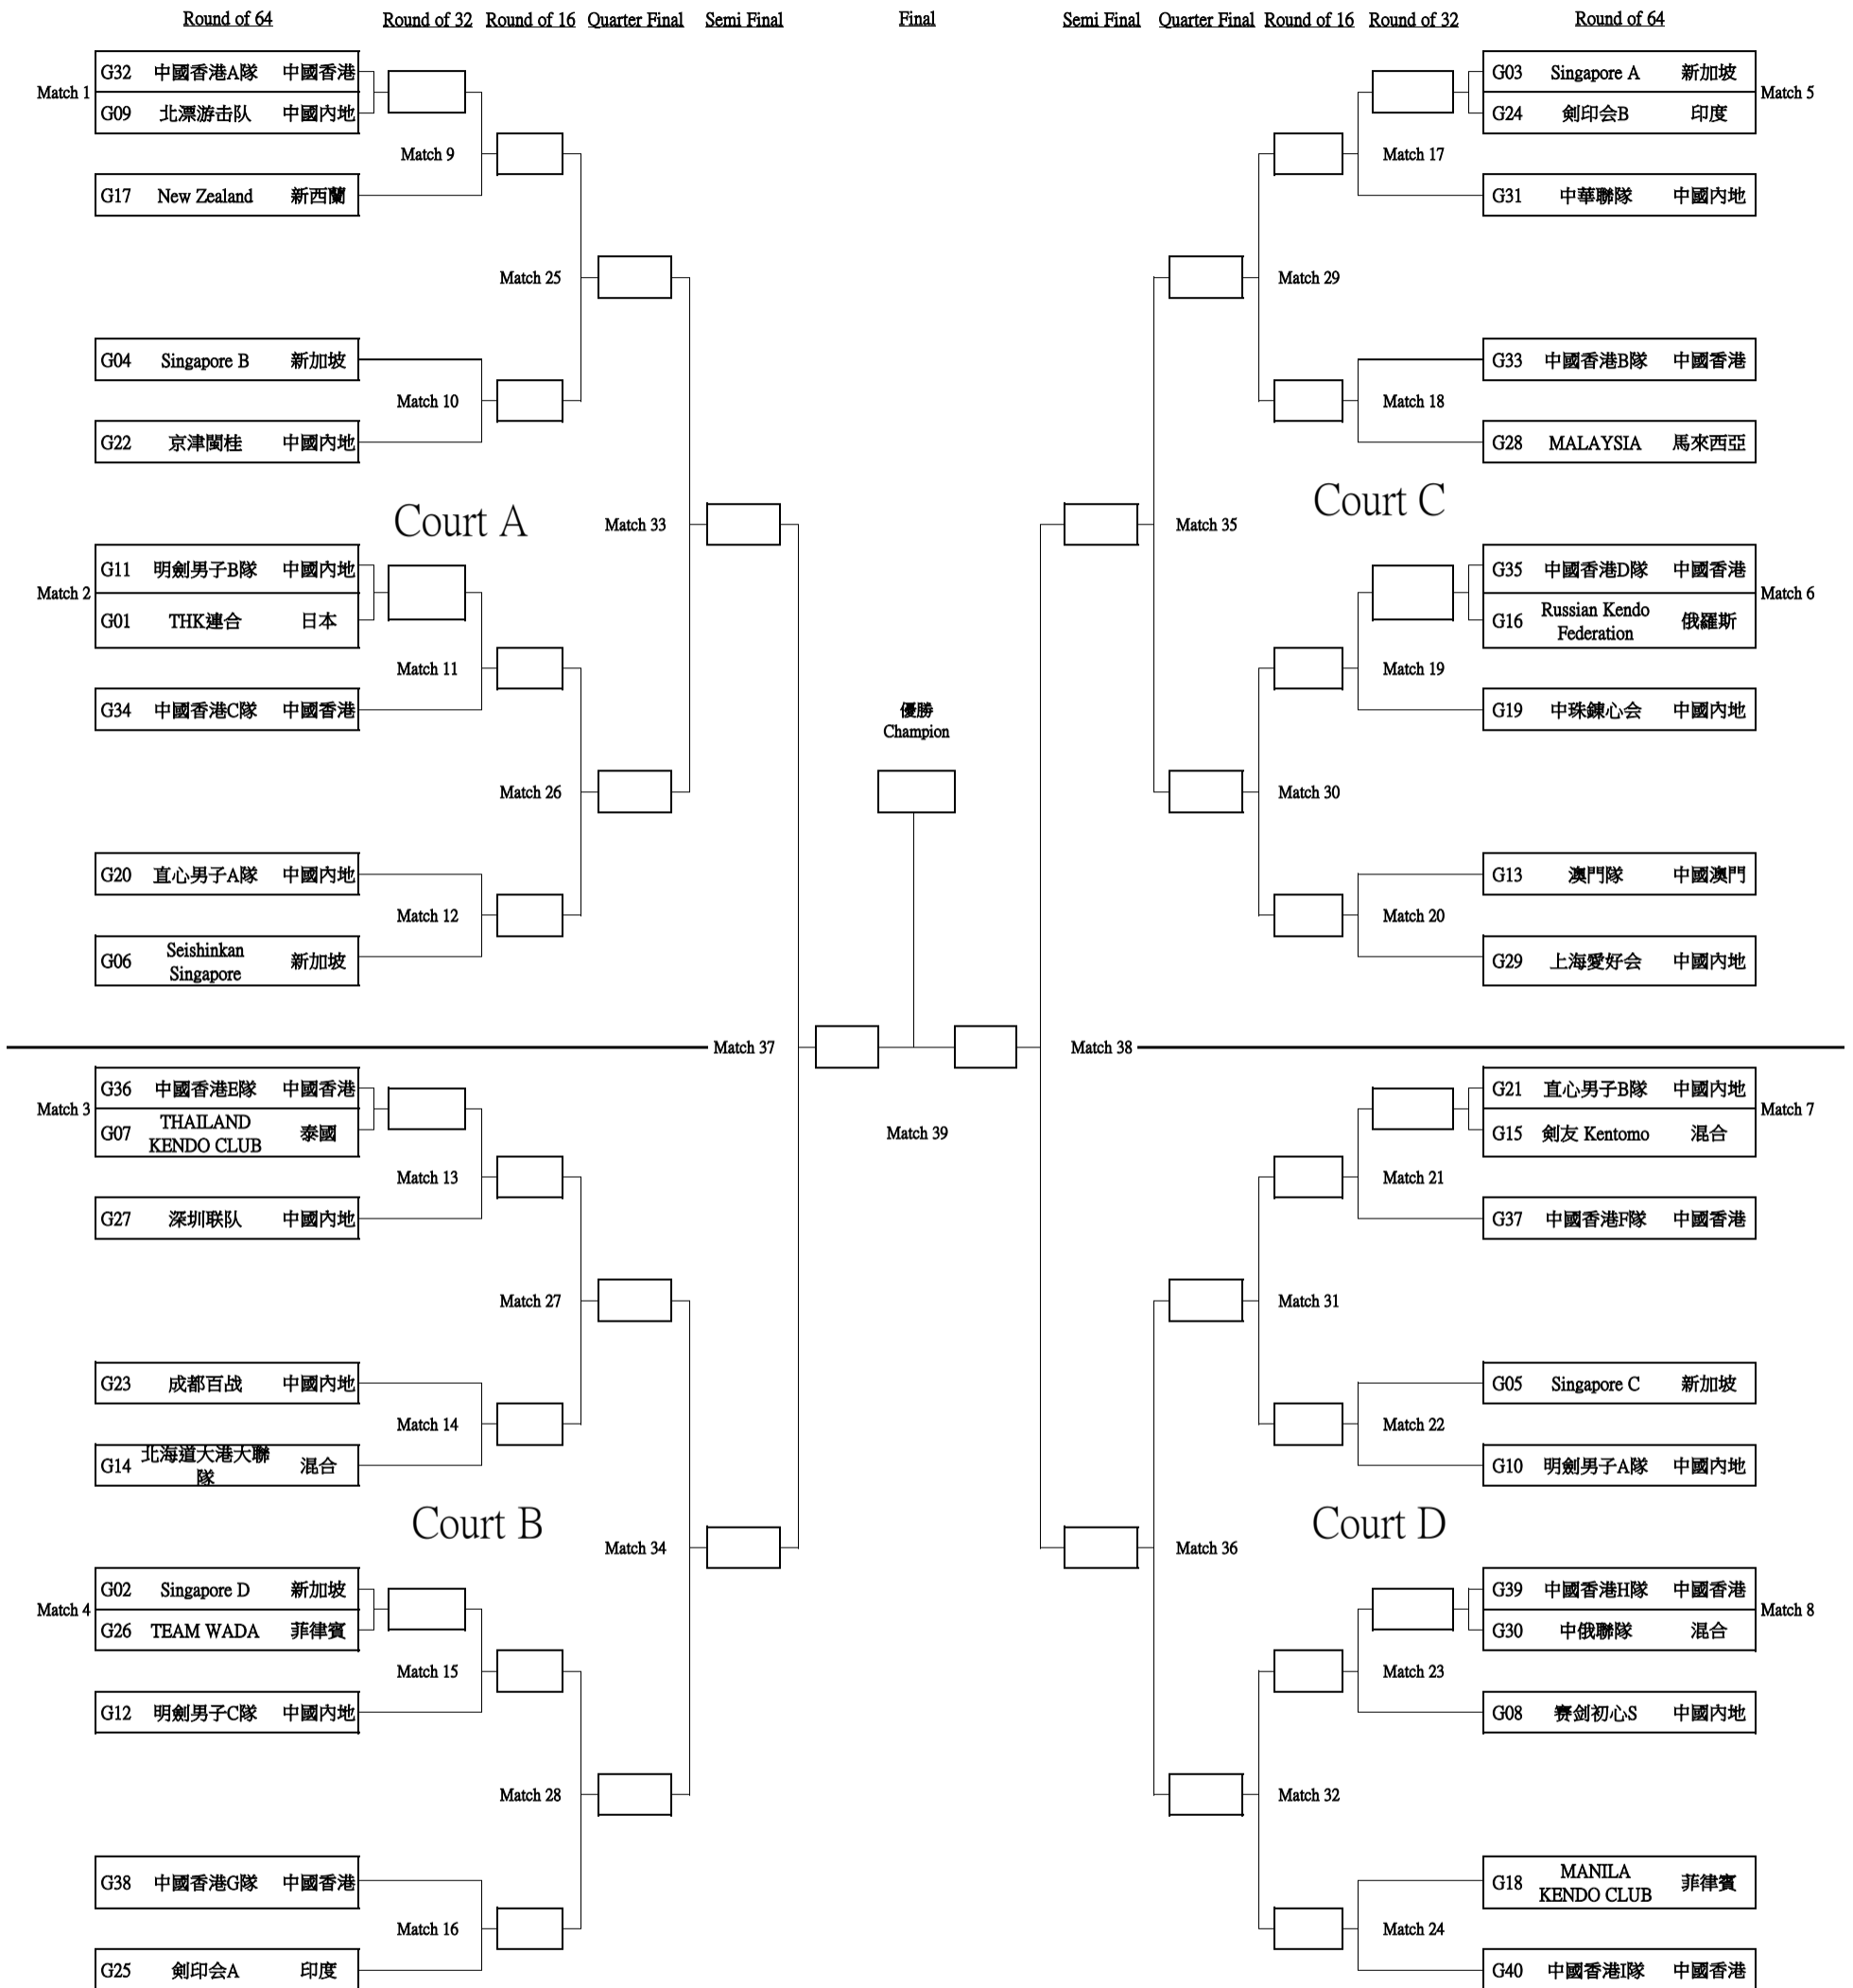 Round of 64 Round of 32 Round of 16 Quarter Final Semi Final Final Semi Final Quarter Final Round of 16 Round of 32 Round of 64
G32 中國香港A隊 中國香港
Match 1
G09 北漂游击队 中國內地
Match 9
G17 New Zealand 新西蘭
Match 25
G04 Singapore B 新加坡
Match 10
G22 京津閩桂 中國內地
Court A
Match 33
G11 明劍男子B隊 中國內地
Match 2
G01 THK連合 日本
Match 11
G34 中國香港C隊 中國香港
Match 26
G20 直心男子A隊 中國內地
Match 12
G06 Seishinkan
Singapore 新加坡
Match 37
G36 中國香港E隊 中國香港
Match 3
G07 THAILAND
KENDO CLUB 泰國
Match 13
G27 深圳联队 中國內地
Match 27
G23 成都百战 中國內地
Match 14
G14 北海道大港大聯
隊 混合
Court B
Match 34
G02 Singapore D 新加坡
Match 4
G26 TEAM WADA 菲律賓
Match 15
G12 明劍男子C隊 中國內地
Match 28
G38 中國香港G隊 中國香港
Match 16
G25 剣印会A 印度
優勝
Champion
Match 39
G03 Singapore A 新加坡
Match 5
G24 剣印会B 印度
Match 17
G31 中華聯隊 中國內地
Match 29
G33 中國香港B隊 中國香港
Match 18
G28 MALAYSIA 馬來西亞
Court C
Match 35
G35 中國香港D隊 中國香港
Match 6
G16 Russian Kendo
Federation 俄羅斯
Match 19
G19 中珠錬心会 中國內地
Match 30
G13 澳門隊 中國澳門
Match 20
G29 上海愛好会 中國內地
Match 38
G21 直心男子B隊 中國內地
Match 7
G15 剣友 Kentomo 混合
Match 21
G37 中國香港F隊 中國香港
Match 31
G05 Singapore C 新加坡
Match 22
G10 明劍男子A隊 中國內地
Court D
Match 36
G39 中國香港H隊 中國香港
Match 8
G30 中俄聯隊 混合
Match 23
G08 赛剑初心S 中國內地
Match 32
G18 MANILA
KENDO CLUB 菲律賓
Match 24
G40 中國香港I隊 中國香港